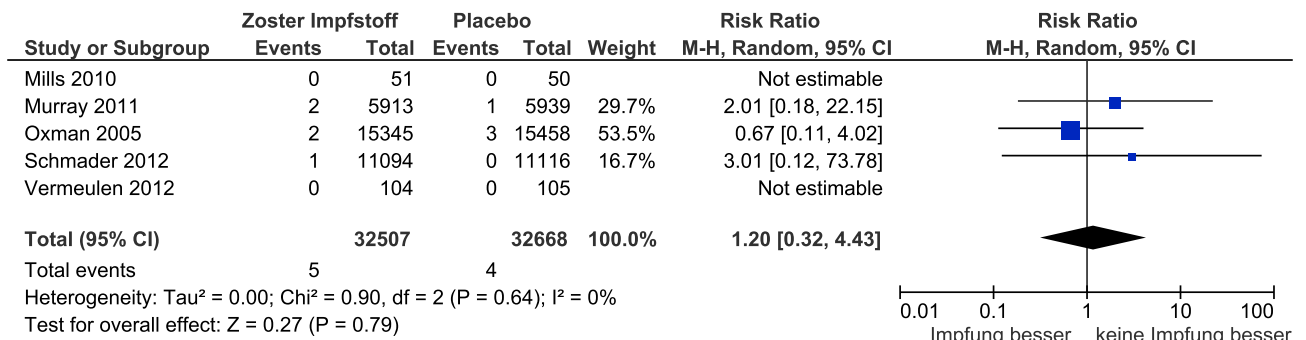 Zoster Impfstoff Placebo Risk Ratio Risk Ratio
Study or Subgroup Events Total Events Total Weight M-H, Random, 95% CI M-H, Random, 95% CI
Mills 2010 0 51 0 50 Not estimable
Murray 2011 2 5913 1 5939 29.7% 2.01 [0.18, 22.15]
Oxman 2005 2 15345 3 15458 53.5% 0.67 [0.11, 4.02]
Schmader 2012 1 11094 0 11116 16.7% 3.01 [0.12, 73.78]
Vermeulen 2012 0 104 0 105 Not estimable
Total (95% CI) 32507 32668 100.0% 1.20 [0.32, 4.43]
Total events 5 4
Heterogeneity: Tau² = 0.00; Chi² = 0.90, df = 2 (P = 0.64); I² = 0%
Test for overall effect: Z = 0.27 (P = 0.79)
0.01 0.1 1 10 100
Impfung besser keine Impfung besser